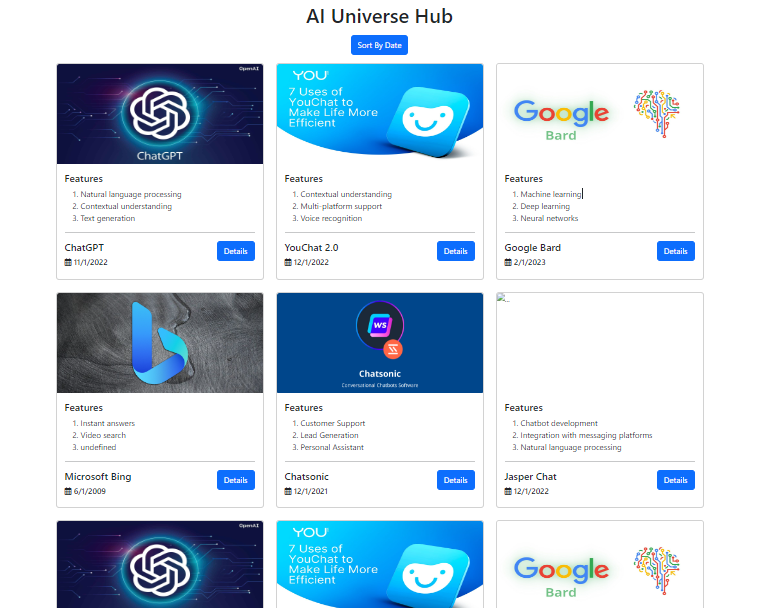 AI Universe Hub
Sort By Date
OpenAI
ChatGPT
Features
1. Natural language processing
2. Contextual understanding
3. Text generation
ChatGPT
11/1/2022
Details
YOU
7 Uses of
YouChat to
Make Life More
Efficient
Features
1. Contextual understanding
2. Multi-platform support
3. Voice recognition
YouChat 2.0
12/1/2022
Details
Google
Bard
Features
1. Machine learning
2. Deep learning
3. Neural networks
Google Bard
2/1/2023
Details
Features
1. Instant answers
2. Video search
3. undefined
Microsoft Bing
6/1/2009
Details
WS
Chatsonic
Conversational Chatbots Software
Features
1. Customer Support
2. Lead Generation
3. Personal Assistant
Chatsonic
12/1/2021
Details
...
Features
1. Chatbot development
2. Integration with messaging platforms
3. Natural language processing
Jasper Chat
12/1/2022
Details
OpenAI
YOU
7 Uses of
YouChat to
Make Life More
Efficient
Google
Bard